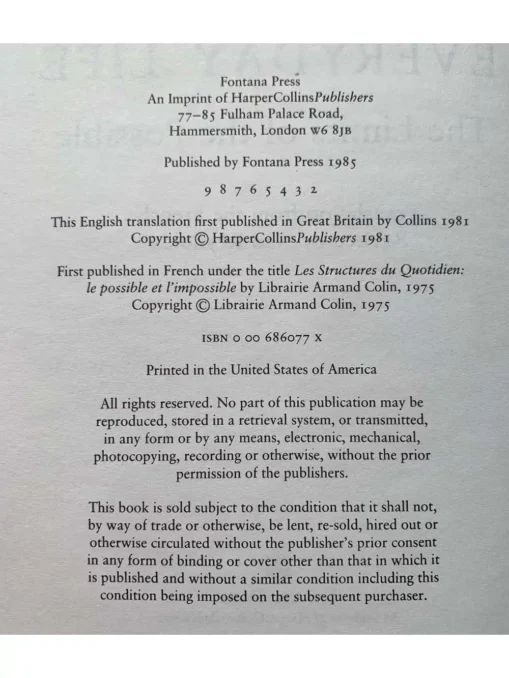 Fontana Press
An Imprint of HarperCollinsPublishers
77–85 Fulham Palace Road,
Hammersmith, London W6 8JB
Published by Fontana Press 1985
9 8 7 6 5 4 3 2
This English translation first published in Great Britain by Collins 1981
Copyright © HarperCollinsPublishers 1981
First published in French under the title Les Structures du Quotidien:
le possible et l'impossible by Librairie Armand Colin, 1975
Copyright © Librairie Armand Colin, 1975
ISBN 0 00 686077 X
Printed in the United States of America
All rights reserved. No part of this publication may be
reproduced, stored in a retrieval system, or transmitted,
in any form or by any means, electronic, mechanical,
photocopying, recording or otherwise, without the prior
permission of the publishers.
This book is sold subject to the condition that it shall not,
by way of trade or otherwise, be lent, re-sold, hired out or
otherwise circulated without the publisher's prior consent
in any form of binding or cover other than that in which it
is published and without a similar condition including this
condition being imposed on the subsequent purchaser.